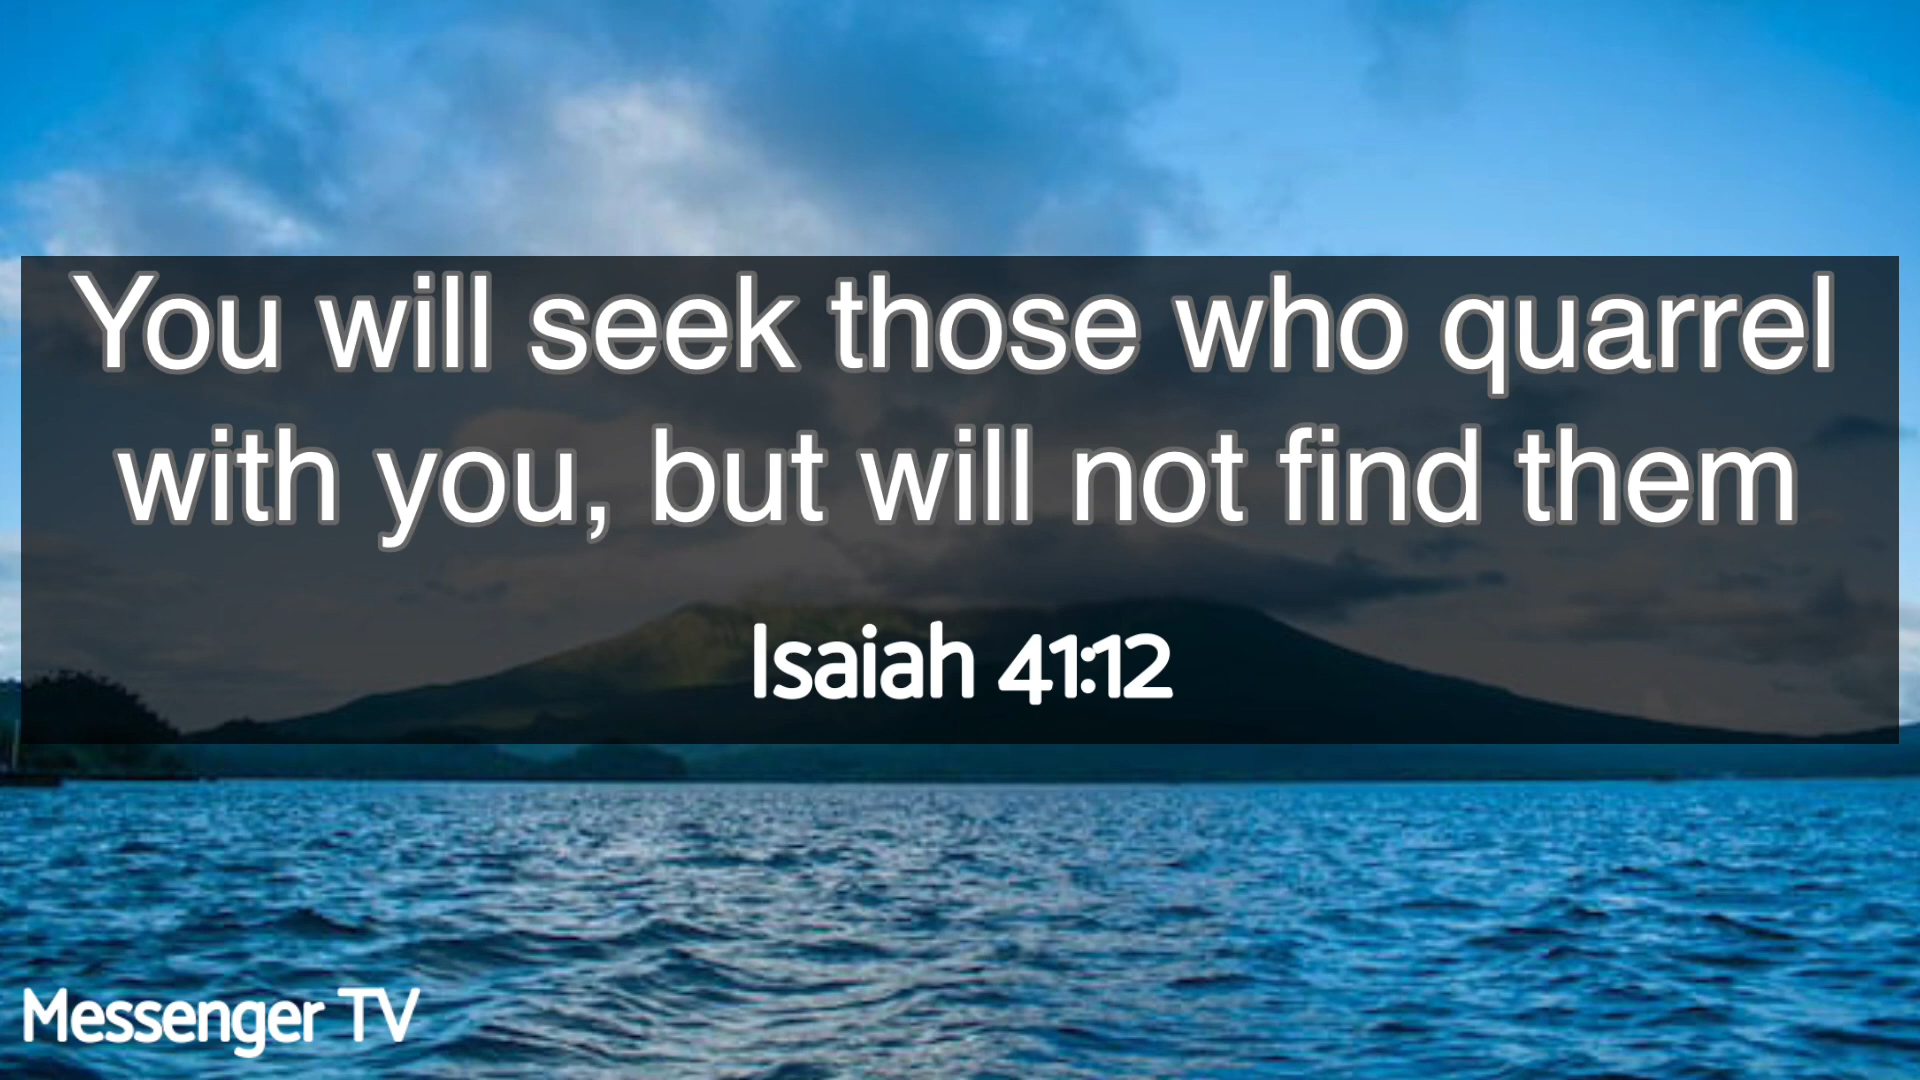 You will seek those who quarrel
with you, but will not find them
Isaiah 41:12
Messenger TV